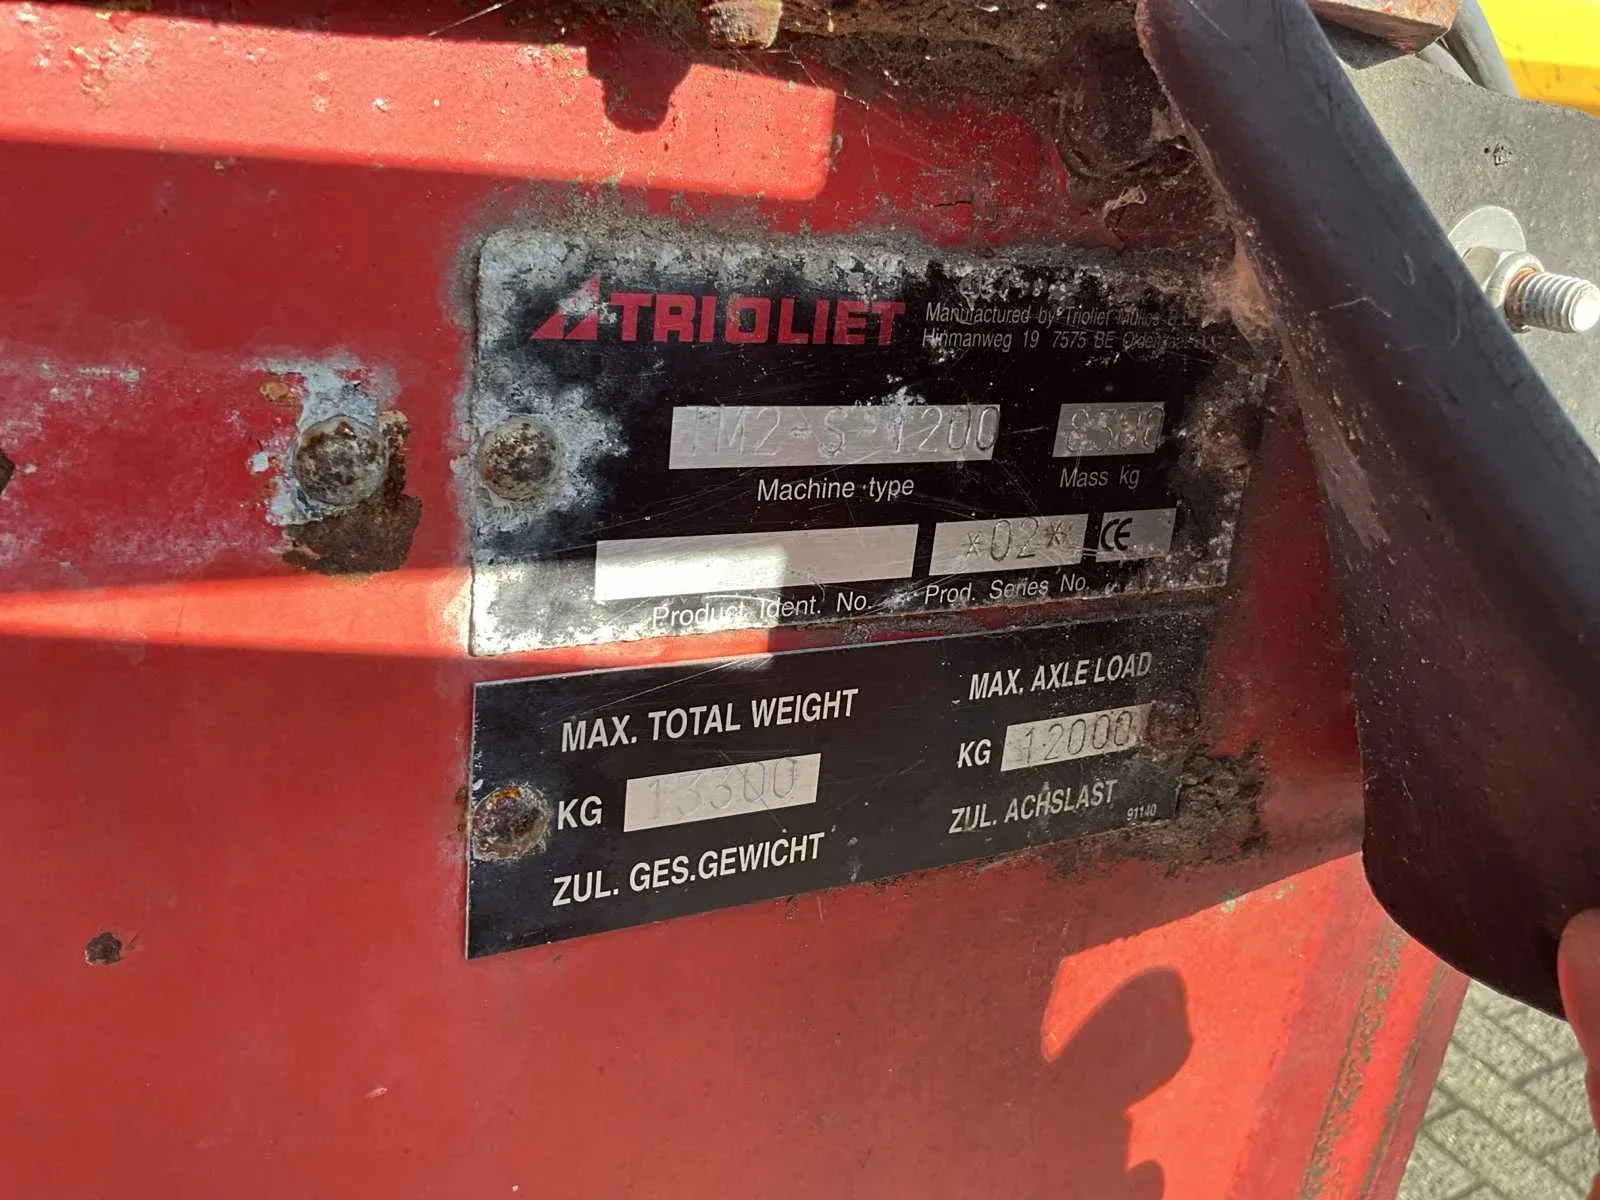 TRIOLIET
Manufactured by Trioliet Mullos B.V.
Hinmanweg 19 7575 BE
TM2-S-1200
Machine type
Mass kg
*02* CE
Product Ident. No. Prod. Series No.
MAX. TOTAL WEIGHT MAX. AXLE LOAD
KG 13300 KG 12000
ZUL. GES.GEWICHT ZUL. ACHSLAST 91140